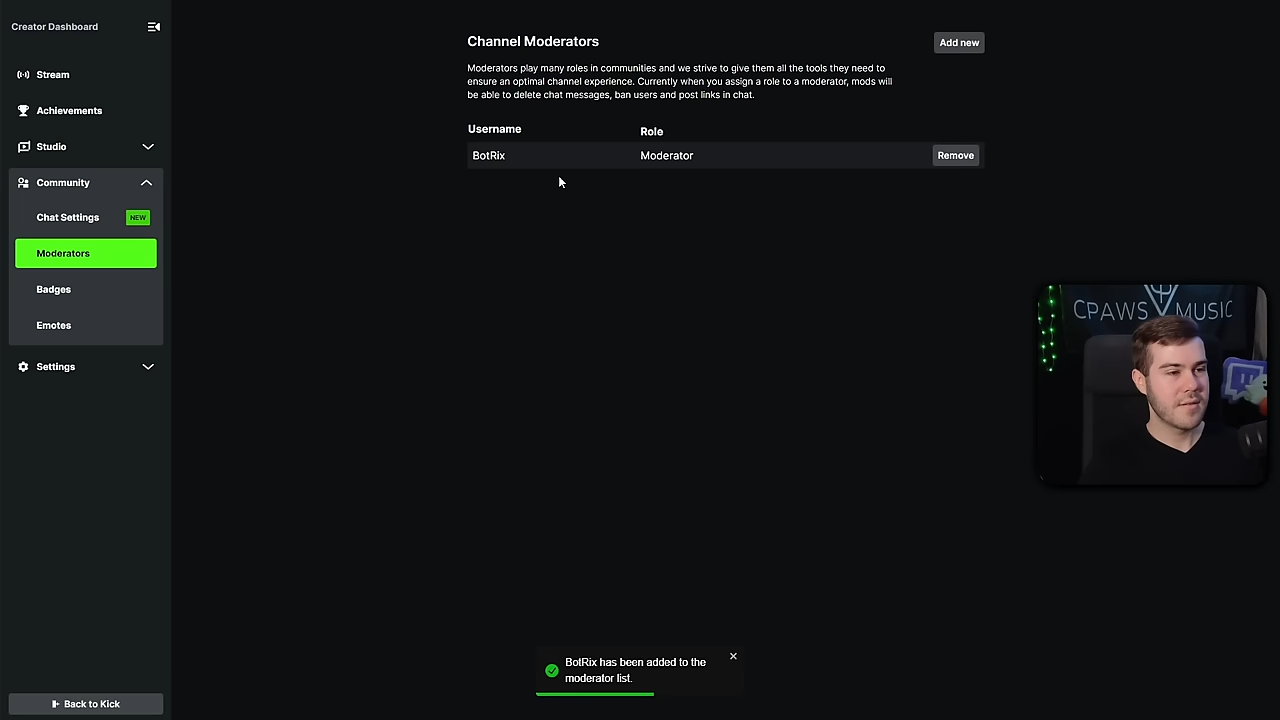 Creator Dashboard
Stream
Achievements
Studio
Community
Chat Settings NEW
Moderators
Badges
Emotes
Settings
Back to Kick
Channel Moderators
Add new
Moderators play many roles in communities and we strive to give them all the tools they need to
ensure an optimal channel experience. Currently when you assign a role to a moderator, mods will
be able to delete chat messages, ban users and post links in chat.
Username Role
BotRix Moderator Remove
CPAWS MUSIC
BotRix has been added to the
moderator list.